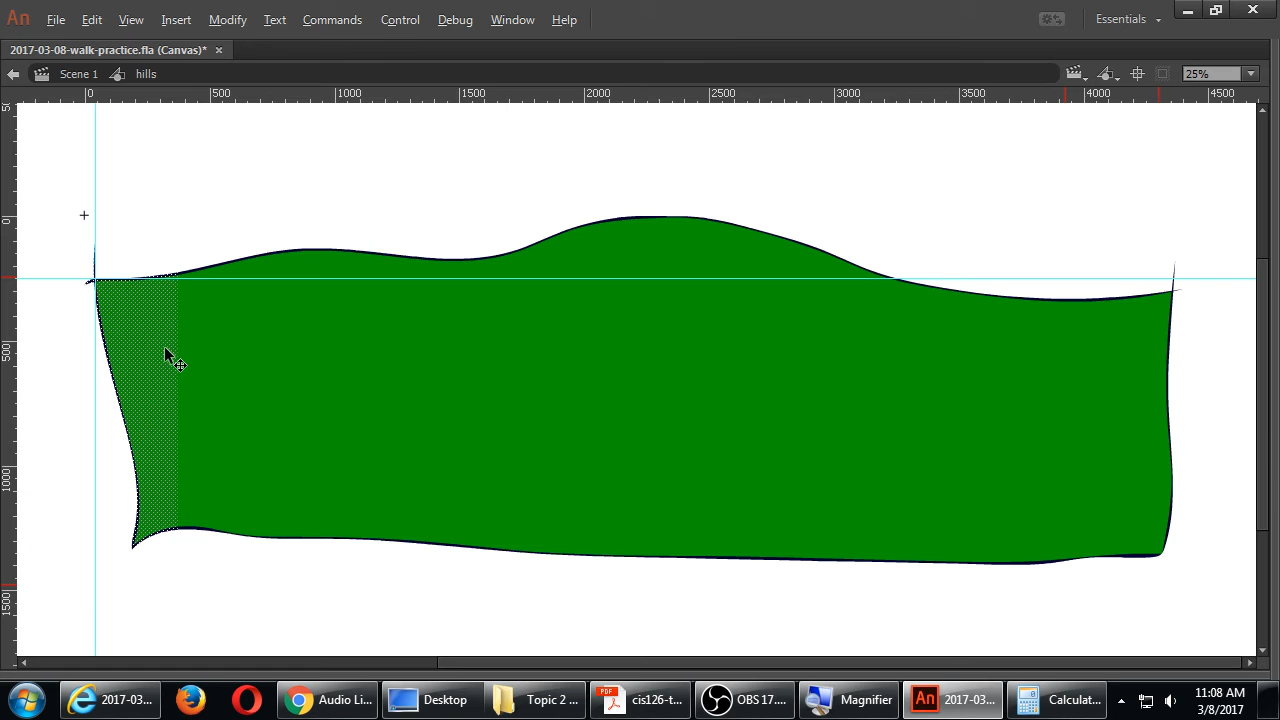 An File Edit View Insert Modify Text Commands Control Debug Window Help Essentials
2017-03-08-walk-practice.fla (Canvas)* ×
Scene 1 hills 25%
0 500 1000 1500 2000 2500 3000 3500 4000 4500
0
500
1000
1500
2017-03... Audio Li... Desktop Topic 2 ... PDF cis126-t... OBS 17.... Magnifier An 2017-03... Calculat... 11:08 AM
3/8/2017